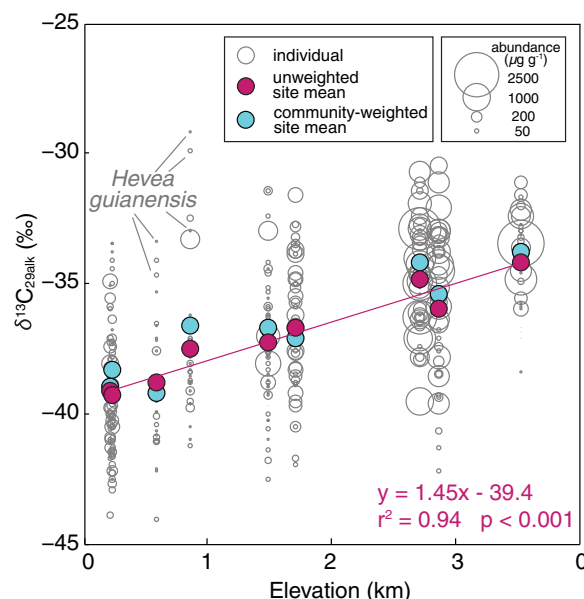 −25
−30
−35
−40
−45
δ13C29alk (‰)
individual
unweighted
site mean
community-weighted
site mean
abundance
(µg g-1)
2500
1000
200
50
Hevea
guianensis
y = 1.45x - 39.4
r2 = 0.94 p < 0.001
0 1 2 3 0
Elevation (km)